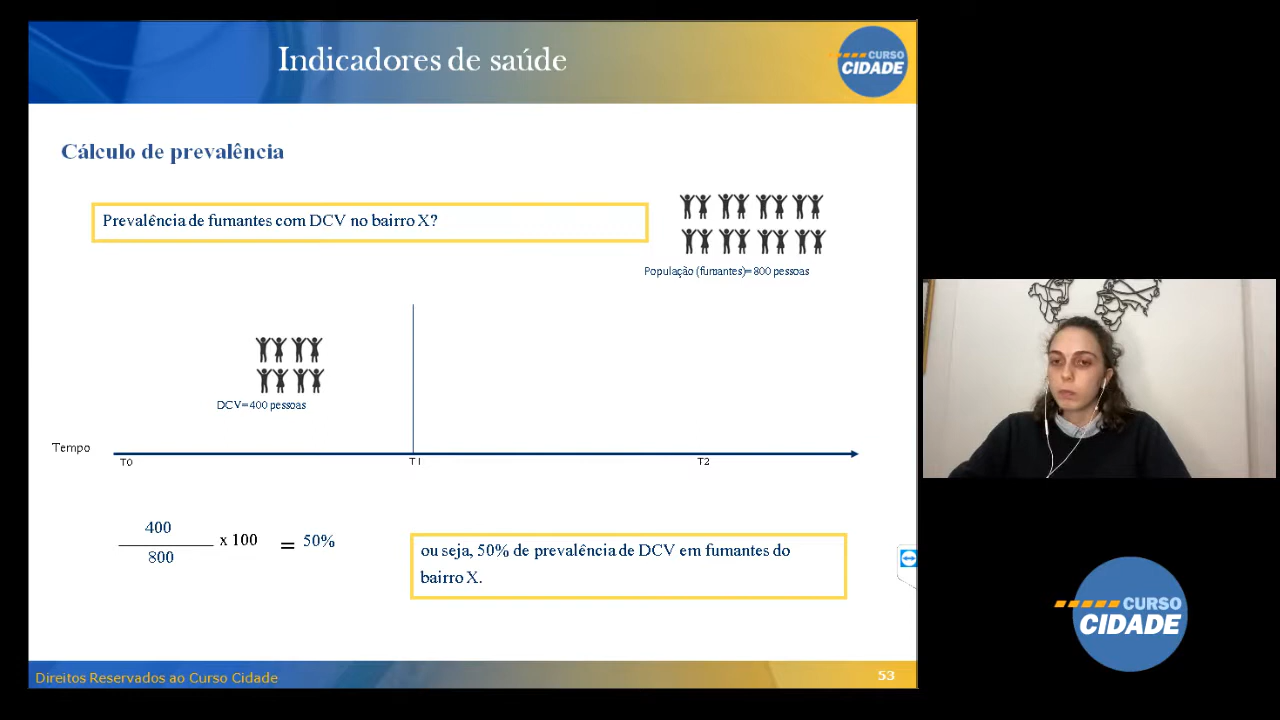 Indicadores de saúde
CURSO
CIDADE
Cálculo de prevalência
Prevalência de fumantes com DCV no bairro X?
População (fumantes)=800 pessoas
DCV=400 pessoas
Tempo
T0
T1
T2
400
800
x 100
=
50%
ou seja, 50% de prevalência de DCV em fumantes do
bairro X.
CURSO
CIDADE
Direitos Reservados ao Curso Cidade
53